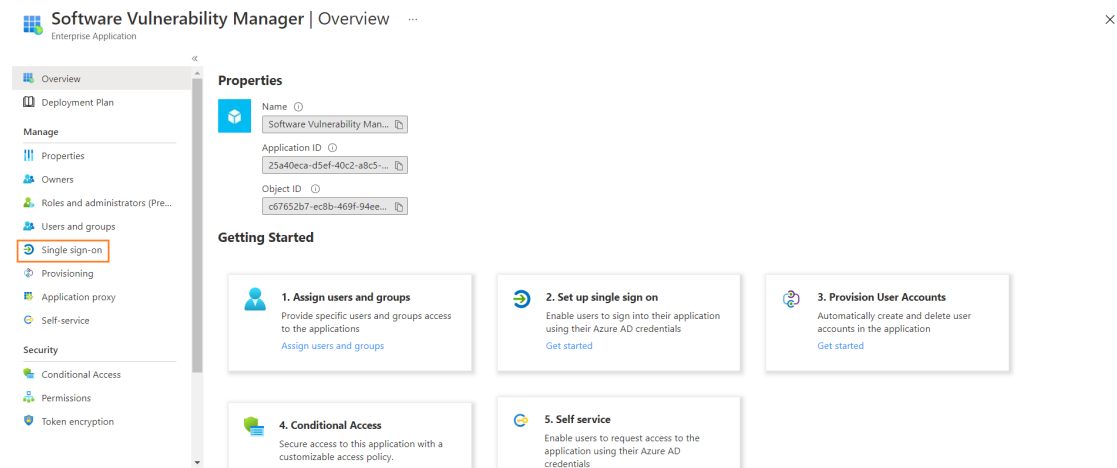 Software Vulnerability Manager | Overview ...
Enterprise Application
«
Overview
Deployment Plan
Manage
Properties
Owners
Roles and administrators (Pre...
Users and groups
Single sign-on
Provisioning
Application proxy
Self-service
Security
Conditional Access
Permissions
Token encryption
Properties
Name
Software Vulnerability Man...
Application ID
25a40eca-d5ef-40c2-a8c5-...
Object ID
c67652b7-ec8b-469f-94ee...
Getting Started
1. Assign users and groups
Provide specific users and groups access
to the applications
Assign users and groups
2. Set up single sign on
Enable users to sign into their application
using their Azure AD credentials
Get started
3. Provision User Accounts
Automatically create and delete user
accounts in the application
Get started
4. Conditional Access
Secure access to this application with a
customizable access policy.
5. Self service
Enable users to request access to the
application using their Azure AD
credentials